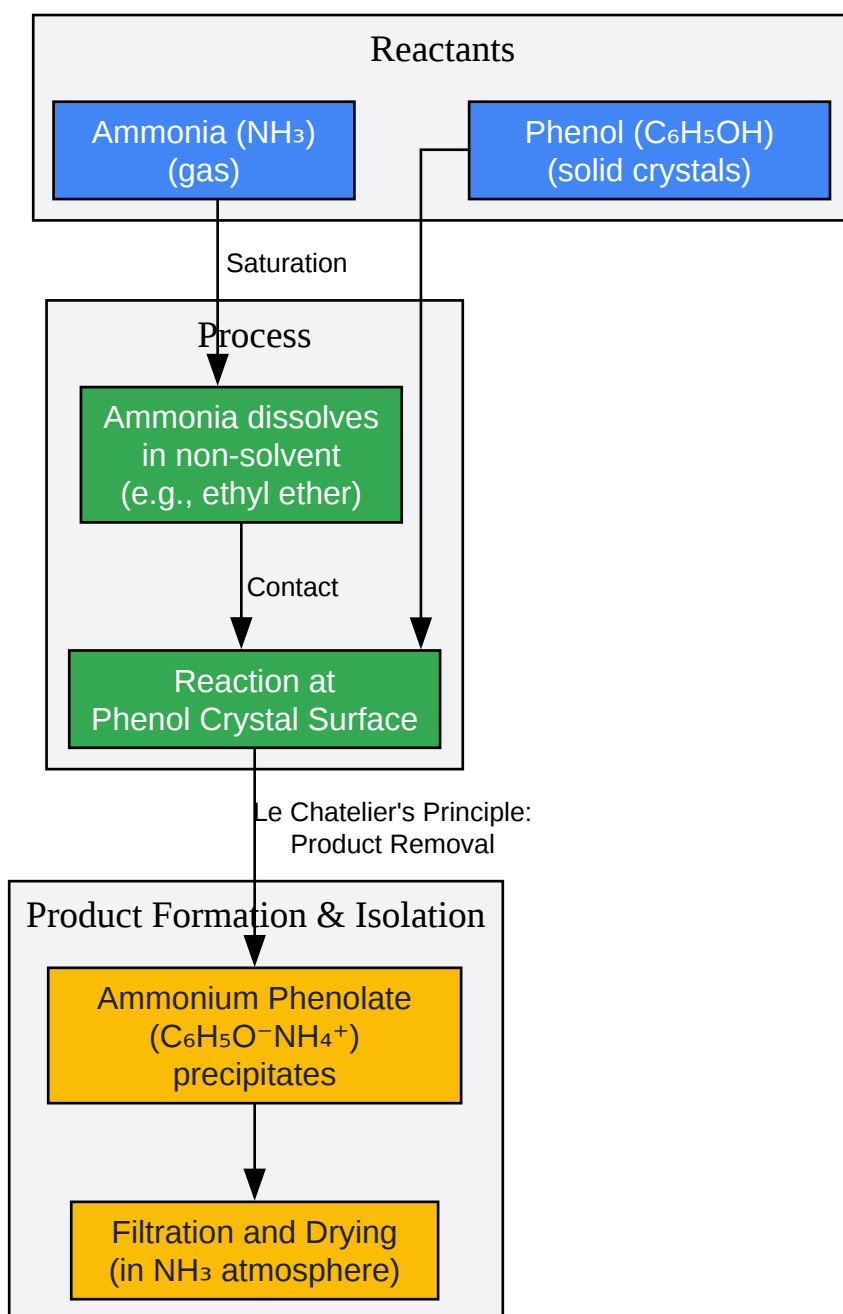 Reactants
Ammonia (NH₃)
(gas)
Phenol (C₆H₅OH)
(solid crystals)
Saturation
Process
Ammonia dissolves
in non-solvent
(e.g., ethyl ether)
Contact
Reaction at
Phenol Crystal Surface
Le Chatelier's Principle:
Product Removal
Product Formation & Isolation
Ammonium Phenolate
(C₆H₅O⁻NH₄⁺)
precipitates
Filtration and Drying
(in NH₃ atmosphere)